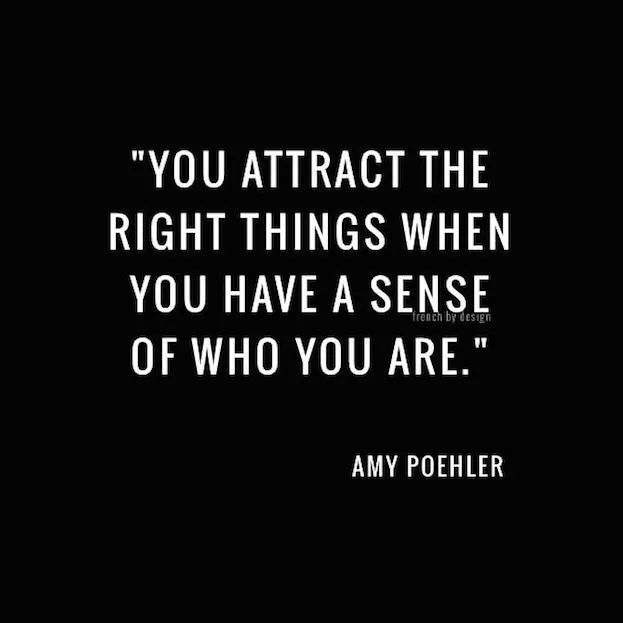 "YOU ATTRACT THE
RIGHT THINGS WHEN
YOU HAVE A SENSE
french by design
OF WHO YOU ARE."
AMY POEHLER